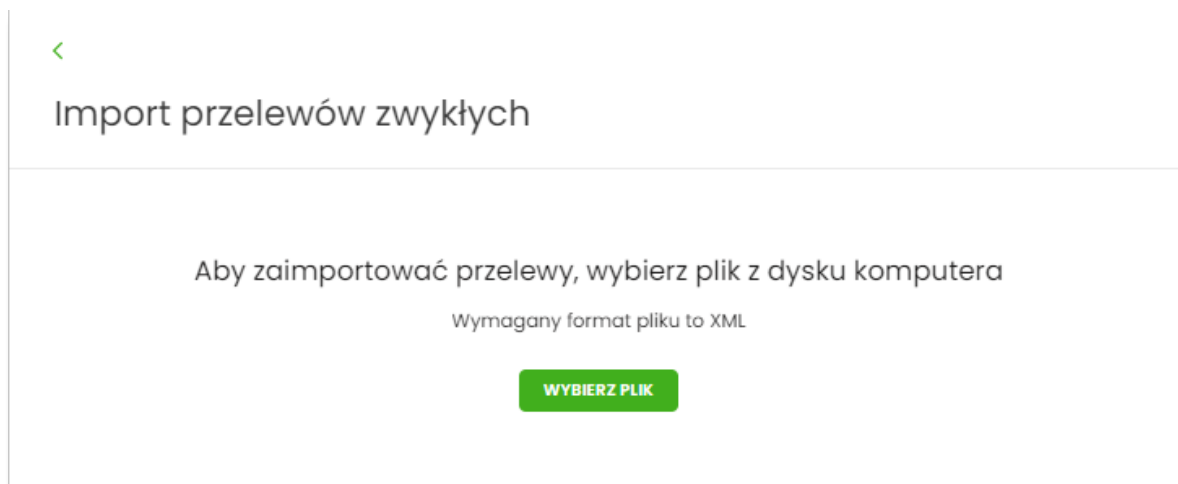 Import przelewów zwykłych
Aby zaimportować przelewy, wybierz plik z dysku komputera
Wymagany format pliku to XML
WYBIERZ PLIK